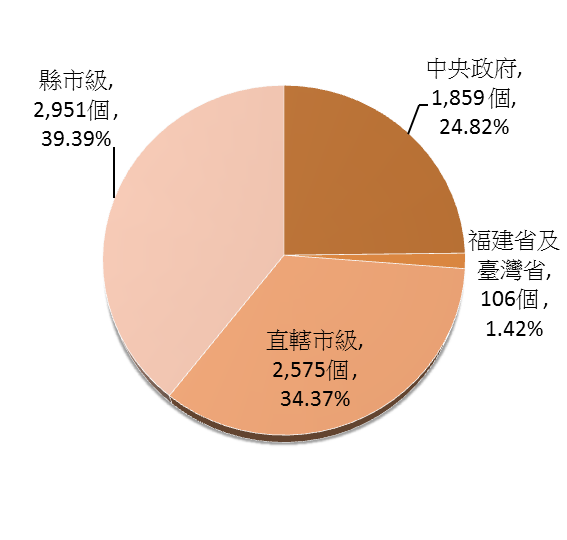 縣市級,
2,951個,
39.39%
中央政府,
1,859個,
24.82%
福建省及
臺灣省,
106個,
1.42%
直轄市級,
2,575個,
34.37%